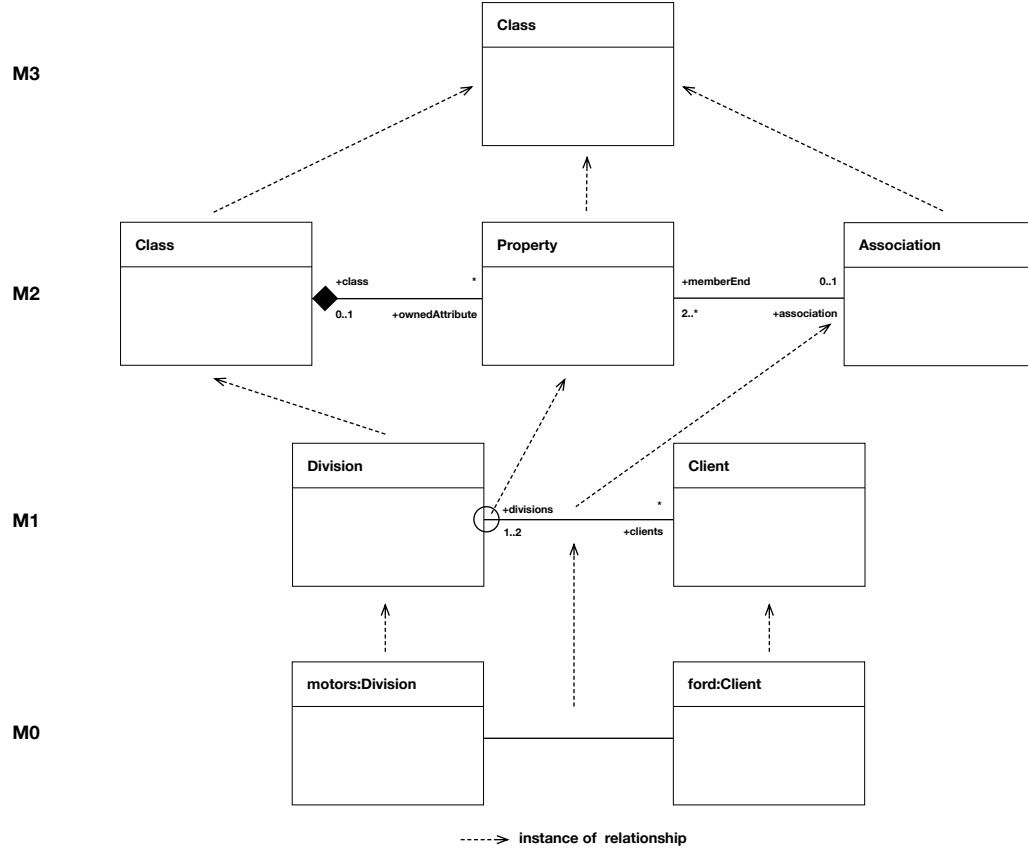 Class
M3
Class
Property
Association
M2
+class
*
0..1
+ownedAttribute
+memberEnd
0..1
2..*
+association
Division
Client
M1
+divisions
*
1..2
+clients
motors:Division
ford:Client
M0
instance of relationship